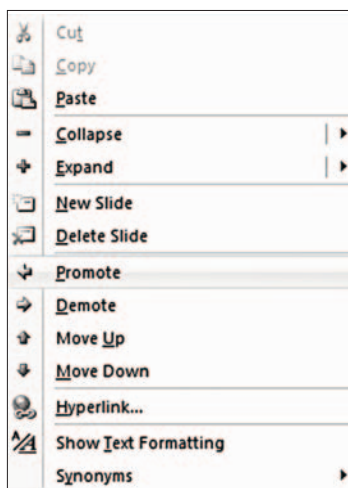 Cut
Copy
Paste
Collapse
Expand
New Slide
Delete Slide
Promote
Demote
Move Up
Move Down
Hyperlink...
Show Text Formatting
Synonyms